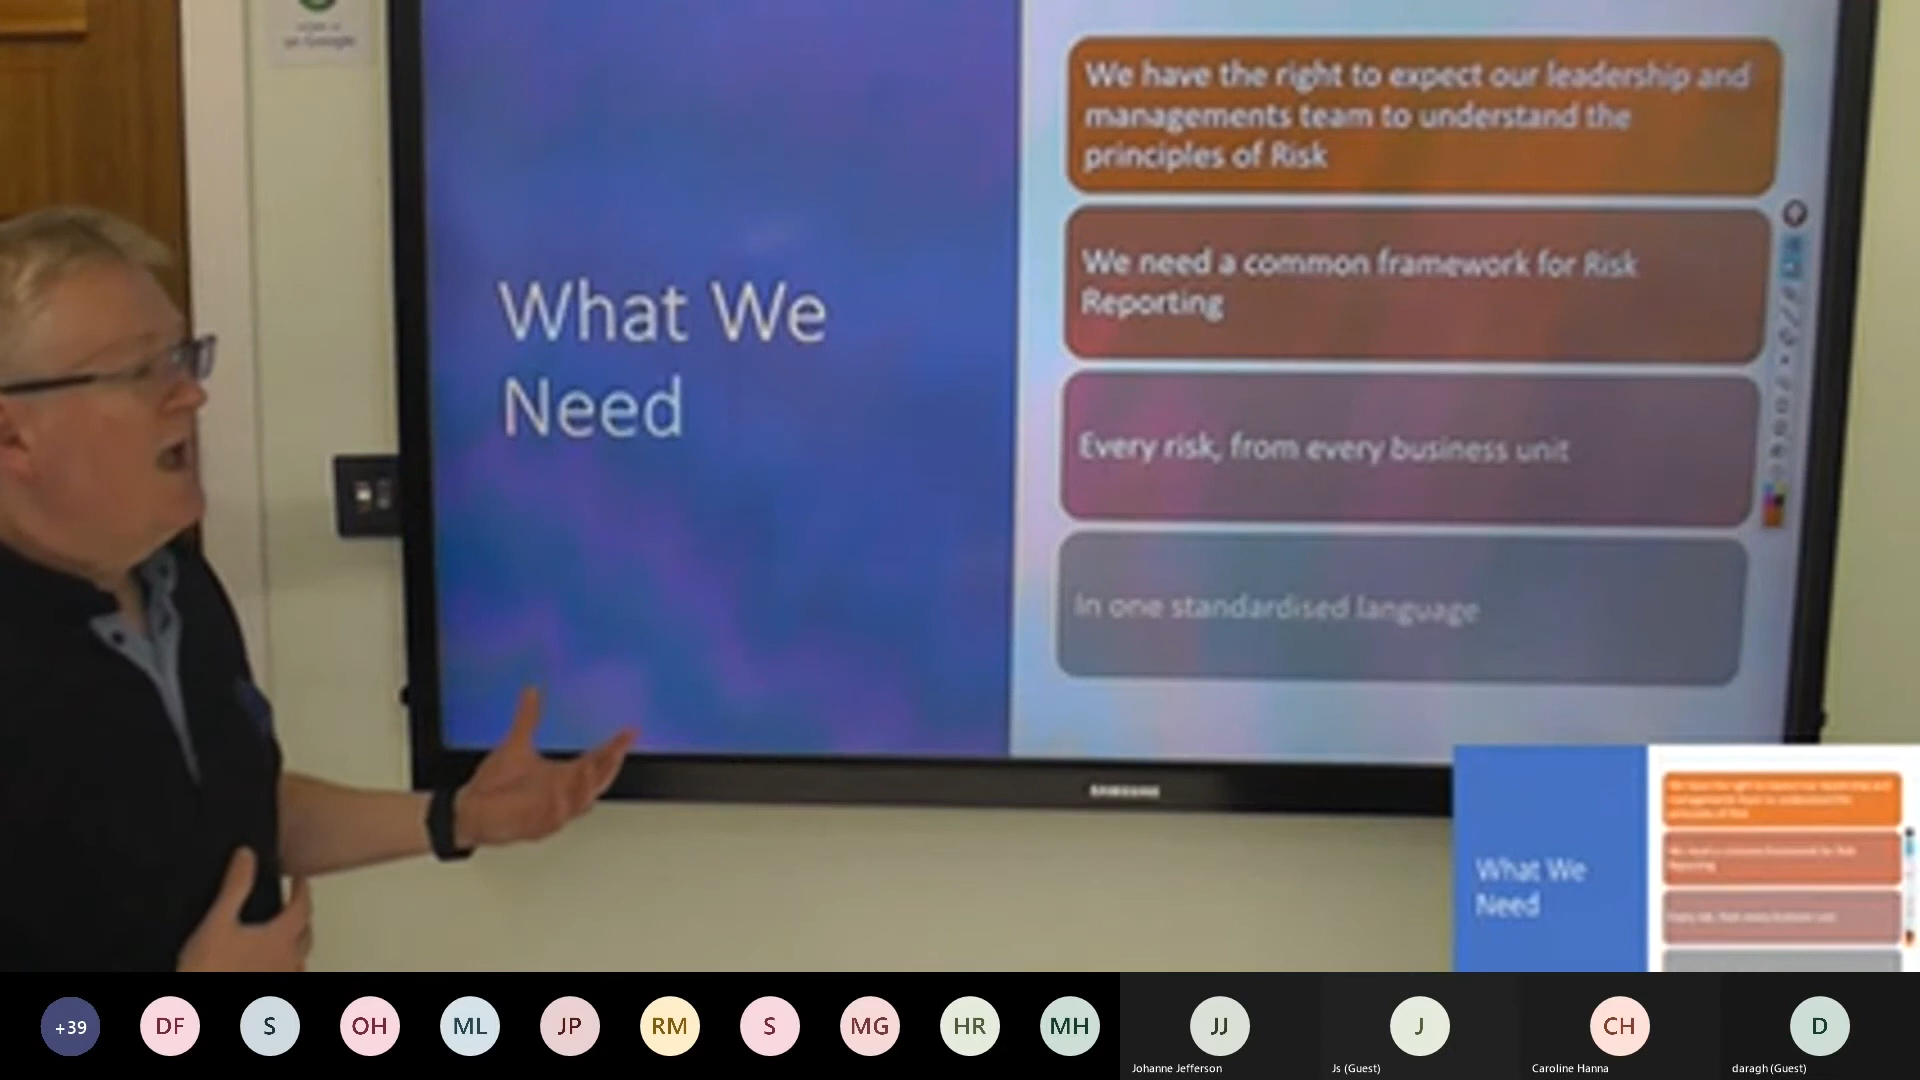 on Google
What We
Need
We have the right to expect our leadership and
managements team to understand the
principles of Risk
We need a common framework for Risk
Reporting
Every risk, from every business unit
In one standardised language
SAMSUNG
What We
Need
+39
DF
S
OH
ML
JP
RM
S
MG
HR
MH
JJ
Johanne Jefferson
J
Js (Guest)
CH
Caroline Hanna
D
daragh (Guest)